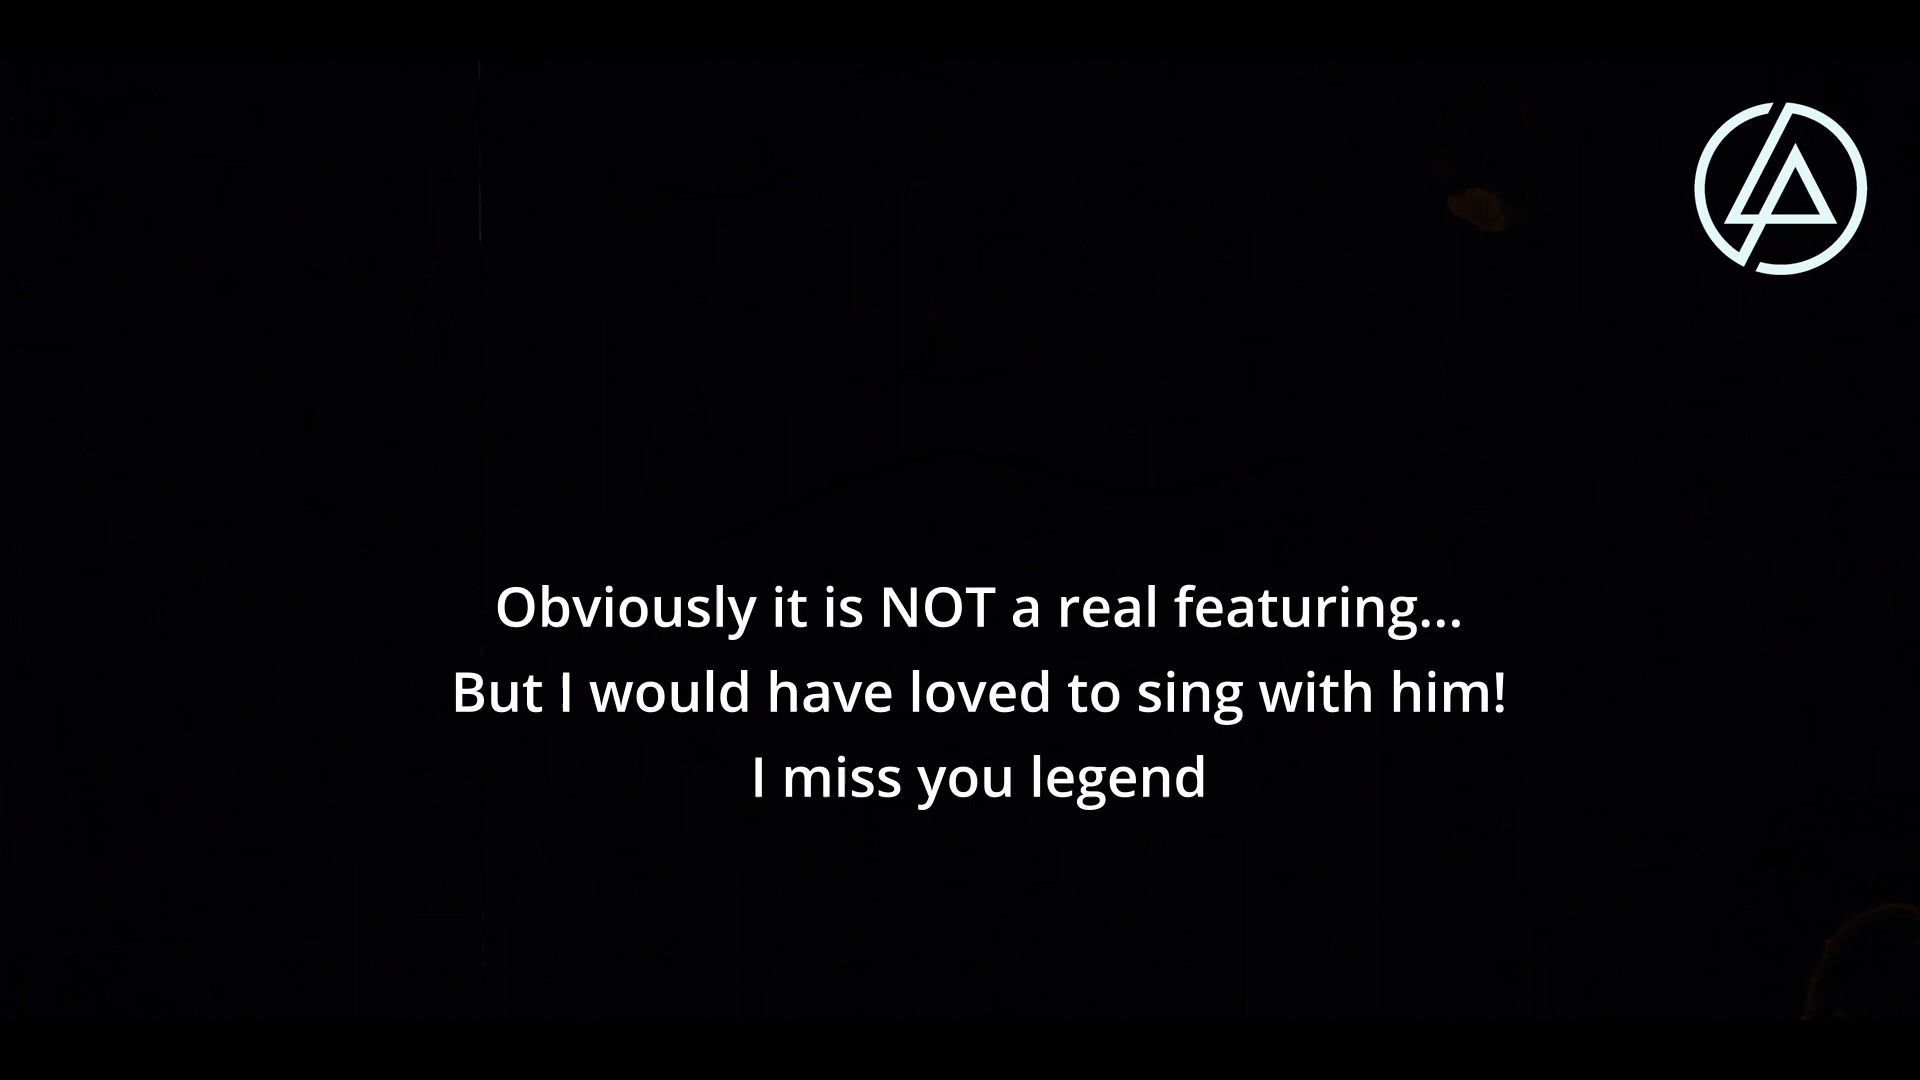 Obviously it is NOT a real featuring...
But I would have loved to sing with him!
I miss you legend